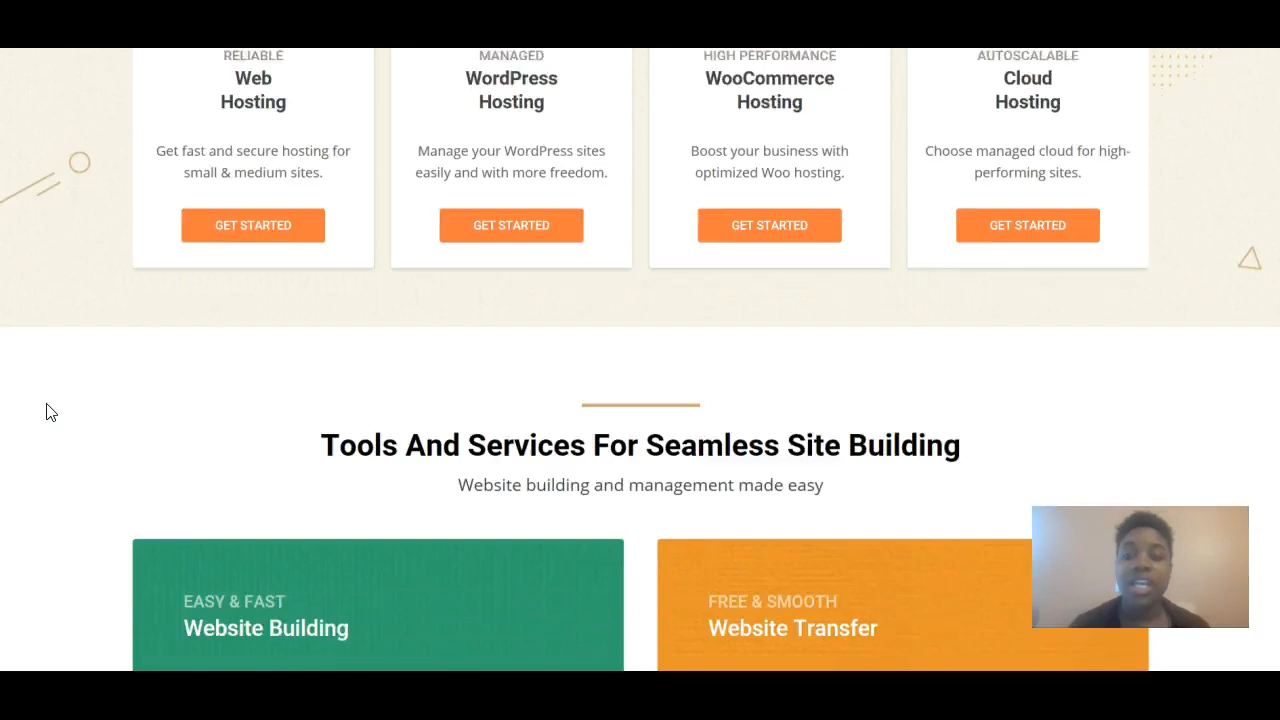 RELIABLE
Web
Hosting
Get fast and secure hosting for
small & medium sites.
GET STARTED
MANAGED
WordPress
Hosting
Manage your WordPress sites
easily and with more freedom.
GET STARTED
HIGH PERFORMANCE
WooCommerce
Hosting
Boost your business with
optimized Woo hosting.
GET STARTED
AUTOSCALABLE
Cloud
Hosting
Choose managed cloud for high-
performing sites.
GET STARTED
Tools And Services For Seamless Site Building
Website building and management made easy
EASY & FAST
Website Building
FREE & SMOOTH
Website Transfer